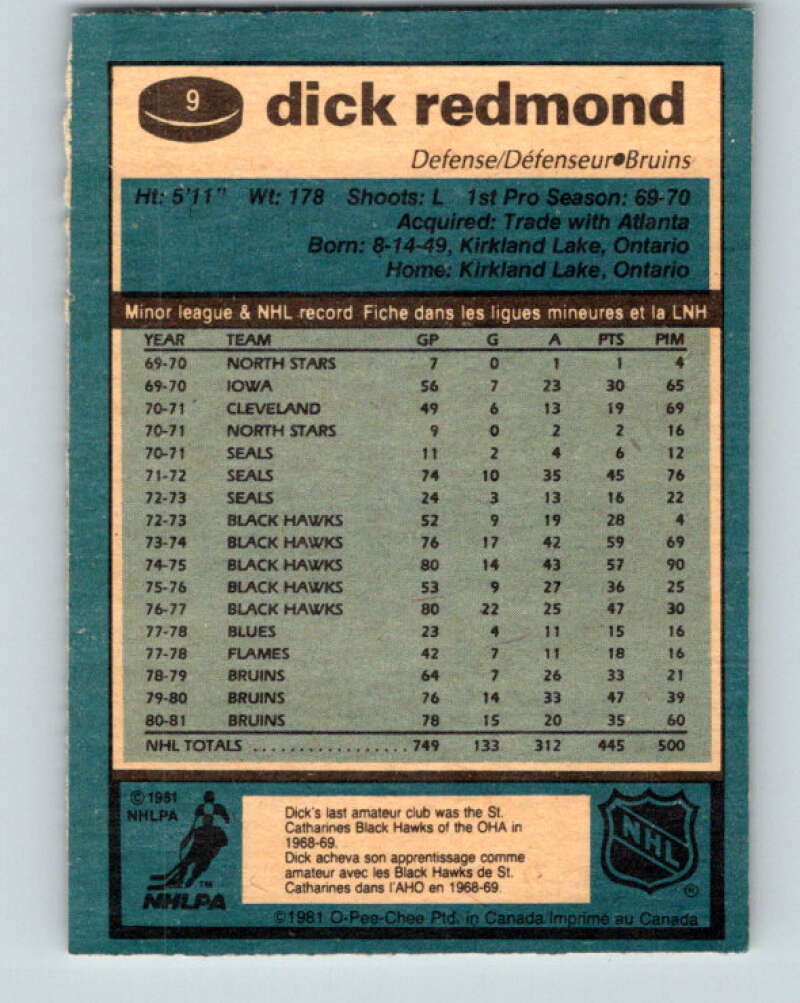 9 dick redmond
Defense/Défenseur•Bruins
Ht: 5'11" Wt: 178 Shoots: L 1st Pro Season: 69-70
Acquired: Trade with Atlanta
Born: 8-14-49, Kirkland Lake, Ontario
Home: Kirkland Lake, Ontario
Minor league & NHL record Fiche dans les ligues mineures et la LNH
YEAR TEAM GP G A PTS PIM
69-70 NORTH STARS 7 0 1 1 4
69-70 IOWA 56 7 23 30 65
70-71 CLEVELAND 49 6 13 19 69
70-71 NORTH STARS 9 0 2 2 16
70-71 SEALS 11 2 4 6 12
71-72 SEALS 74 10 35 45 76
72-73 SEALS 24 3 13 16 22
72-73 BLACK HAWKS 52 9 19 28 4
73-74 BLACK HAWKS 76 17 42 59 69
74-75 BLACK HAWKS 80 14 43 57 90
75-76 BLACK HAWKS 53 9 27 36 25
76-77 BLACK HAWKS 80 22 25 47 30
77-78 BLUES 23 4 11 15 16
77-78 FLAMES 42 7 11 18 16
78-79 BRUINS 64 7 26 33 21
79-80 BRUINS 76 14 33 47 39
80-81 BRUINS 78 15 20 35 60
NHL TOTALS ................. 749 133 312 445 500
© 1981
NHLPA
TM
NHLPA
Dick's last amateur club was the St.
Catharines Black Hawks of the OHA in
1968-69.
Dick acheva son apprentissage comme
amateur avec les Black Hawks de St.
Catharines dans l'AHO en 1968-69.
NHL
®
©1981 O-Pee-Chee Ptd. in Canada/Imprimé au Canada